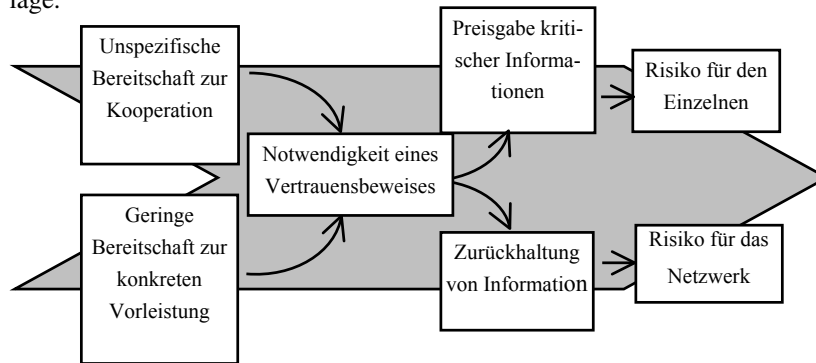 lage.
Unspezifische
Bereitschaft zur
Kooperation
Geringe
Bereitschaft zur
konkreten
Vorleistung
Notwendigkeit eines
Vertrauensbeweises
Preisgabe kriti-
scher Informa-
tionen
Zurückhaltung
von Information
Risiko für den
Einzelnen
Risiko für das
Netzwerk